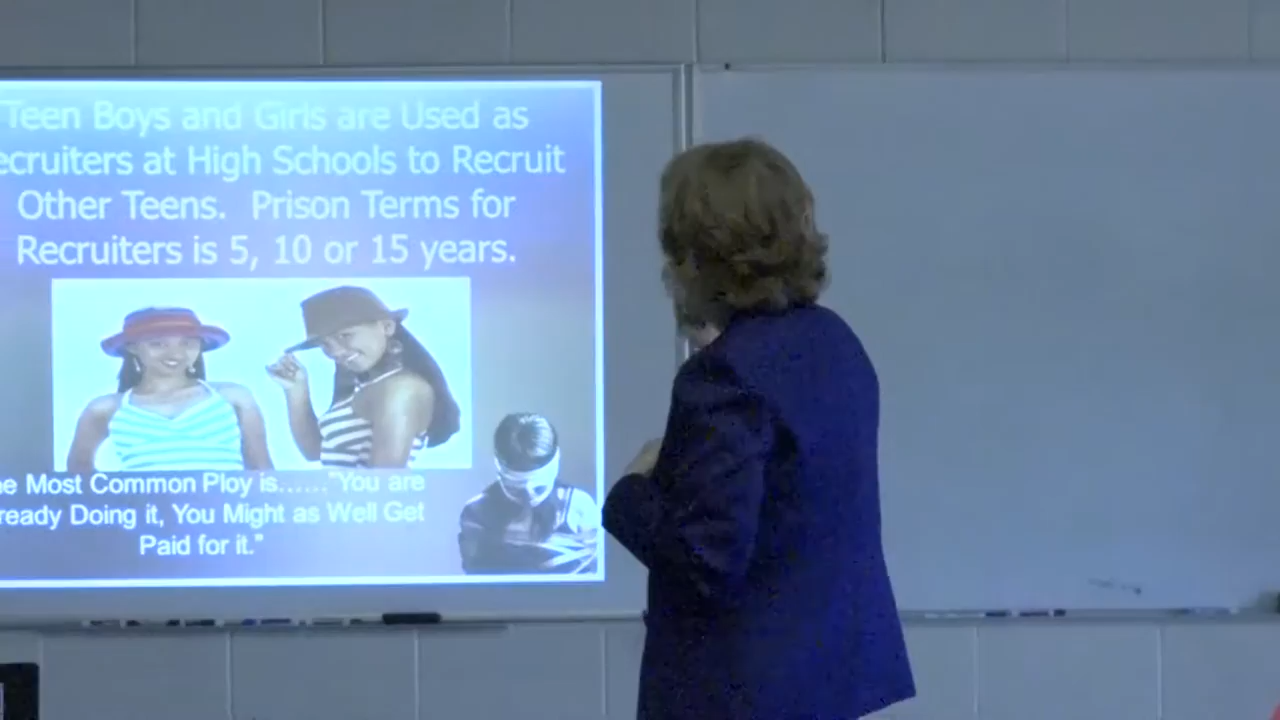 Teen Boys and Girls are Used as
ecruiters at High Schools to Recruit
Other Teens. Prison Terms for
Recruiters is 5, 10 or 15 years.
e Most Common Ploy is......"You are
ready Doing it, You Might as Well Get
Paid for it."